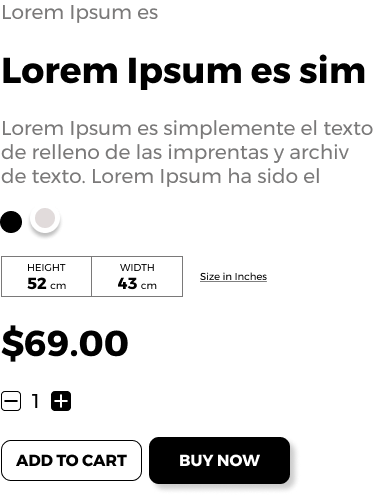 Lorem Ipsum es
Lorem Ipsum es sim
Lorem Ipsum es simplemente el texto
de relleno de las imprentas y archiv
de texto. Lorem Ipsum ha sido el
HEIGHT WIDTH
52 cm 43 cm
Size in Inches
$69.00
1
ADD TO CART BUY NOW